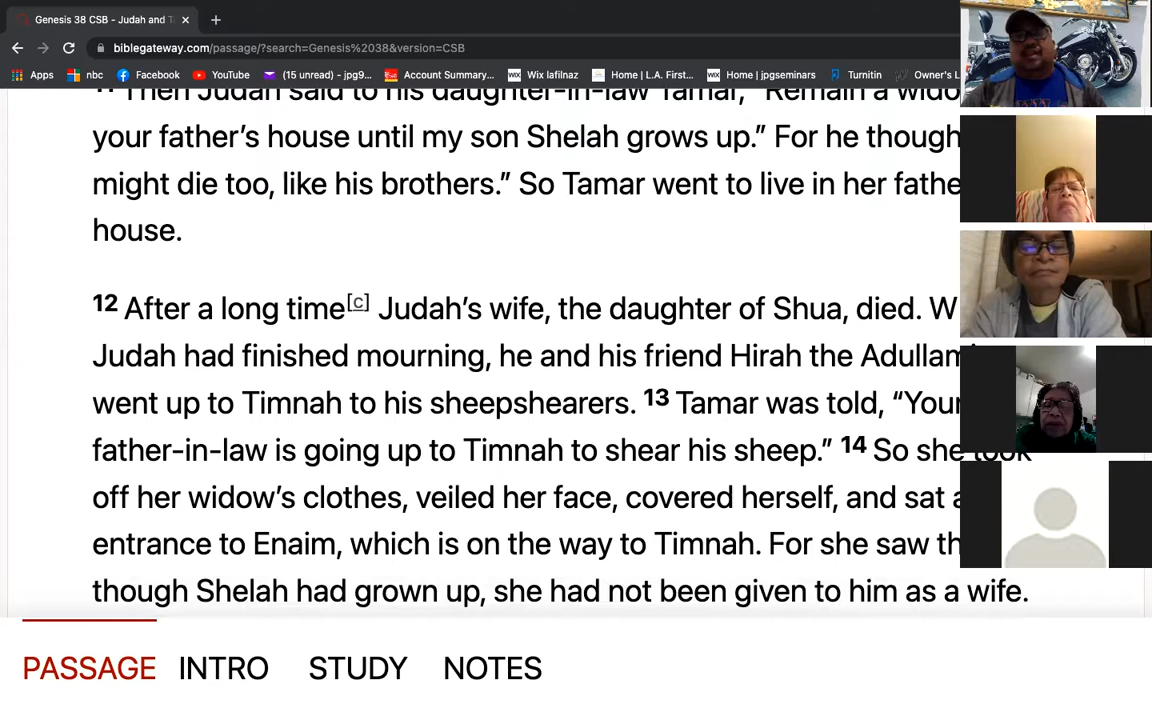 Genesis 38 CSB - Judah and T
biblegateway.com/passage/?search=Genesis%2038&version=CSB
Apps nbc Facebook YouTube (15 unread) - jpg9... Account Summary... Wix lafilnaz Home | L.A. First... Home | jpgseminars Turnitin Owner's L
Then Judah said to his daughter-in-law Tamar, “Remain a wido
your father’s house until my son Shelah grows up.” For he though
might die too, like his brothers.” So Tamar went to live in her fathe
house.
12 After a long time[c] Judah’s wife, the daughter of Shua, died. W
Judah had finished mourning, he and his friend Hirah the Adullami
went up to Timnah to his sheepshearers. 13 Tamar was told, “Your
father-in-law is going up to Timnah to shear his sheep.” 14 So she took
off her widow’s clothes, veiled her face, covered herself, and sat a
entrance to Enaim, which is on the way to Timnah. For she saw th
though Shelah had grown up, she had not been given to him as a wife.
PASSAGE INTRO STUDY NOTES